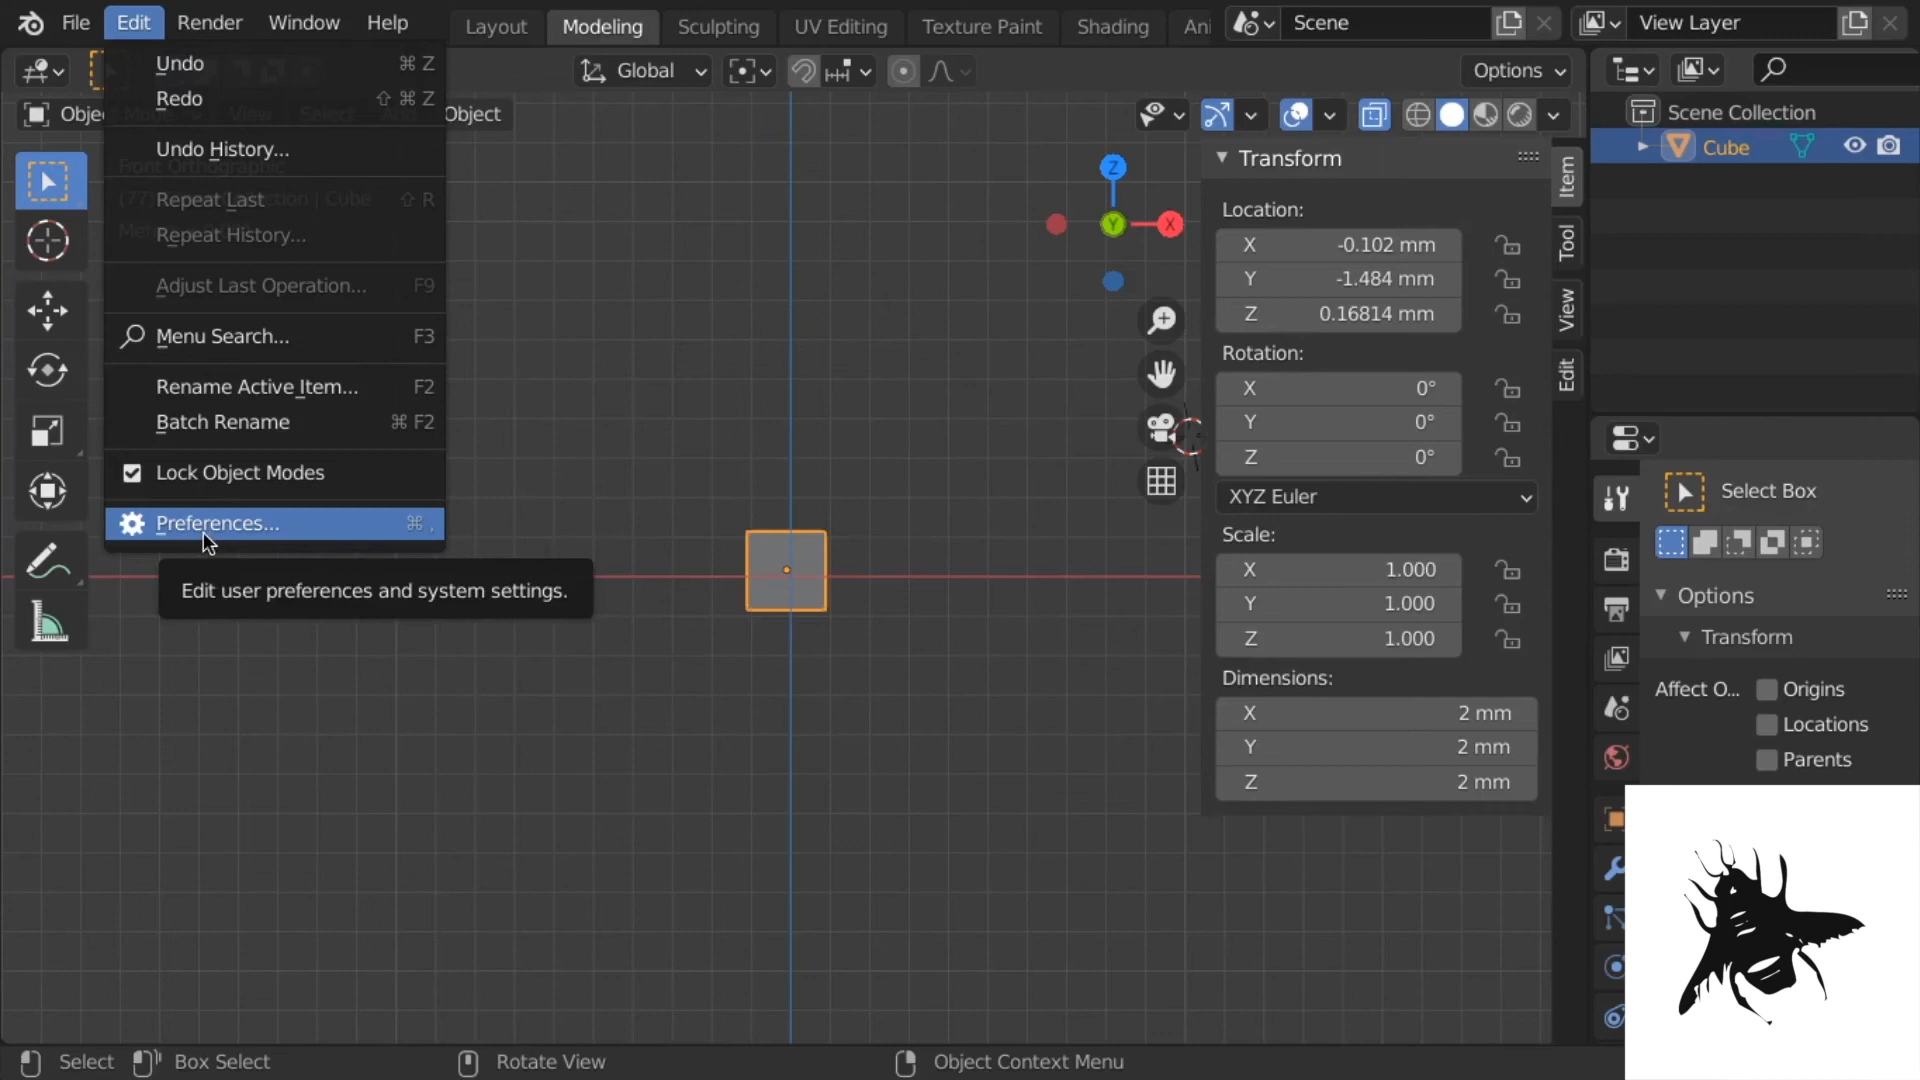 File Edit Render Window Help Layout Modeling Sculpting UV Editing Texture Paint Shading Ani Scene View Layer
Global Options
Obje Object
Undo ⌘ Z
Redo ⇧ ⌘ Z
Undo History...
Repeat Last ⇧ R
Repeat History...
Adjust Last Operation... F9
Menu Search... F3
Rename Active Item... F2
Batch Rename ⌘ F2
Lock Object Modes
Preferences... ⌘ ,
Edit user preferences and system settings.
Z
Y
X
Transform
Location:
X -0.102 mm
Y -1.484 mm
Z 0.16814 mm
Rotation:
X 0°
Y 0°
Z 0°
XYZ Euler
Scale:
X 1.000
Y 1.000
Z 1.000
Dimensions:
X 2 mm
Y 2 mm
Z 2 mm
Item
Tool
View
Edit
Scene Collection
Cube
Select Box
Options
Transform
Affect O... Origins
Locations
Parents
Select Box Select Rotate View Object Context Menu